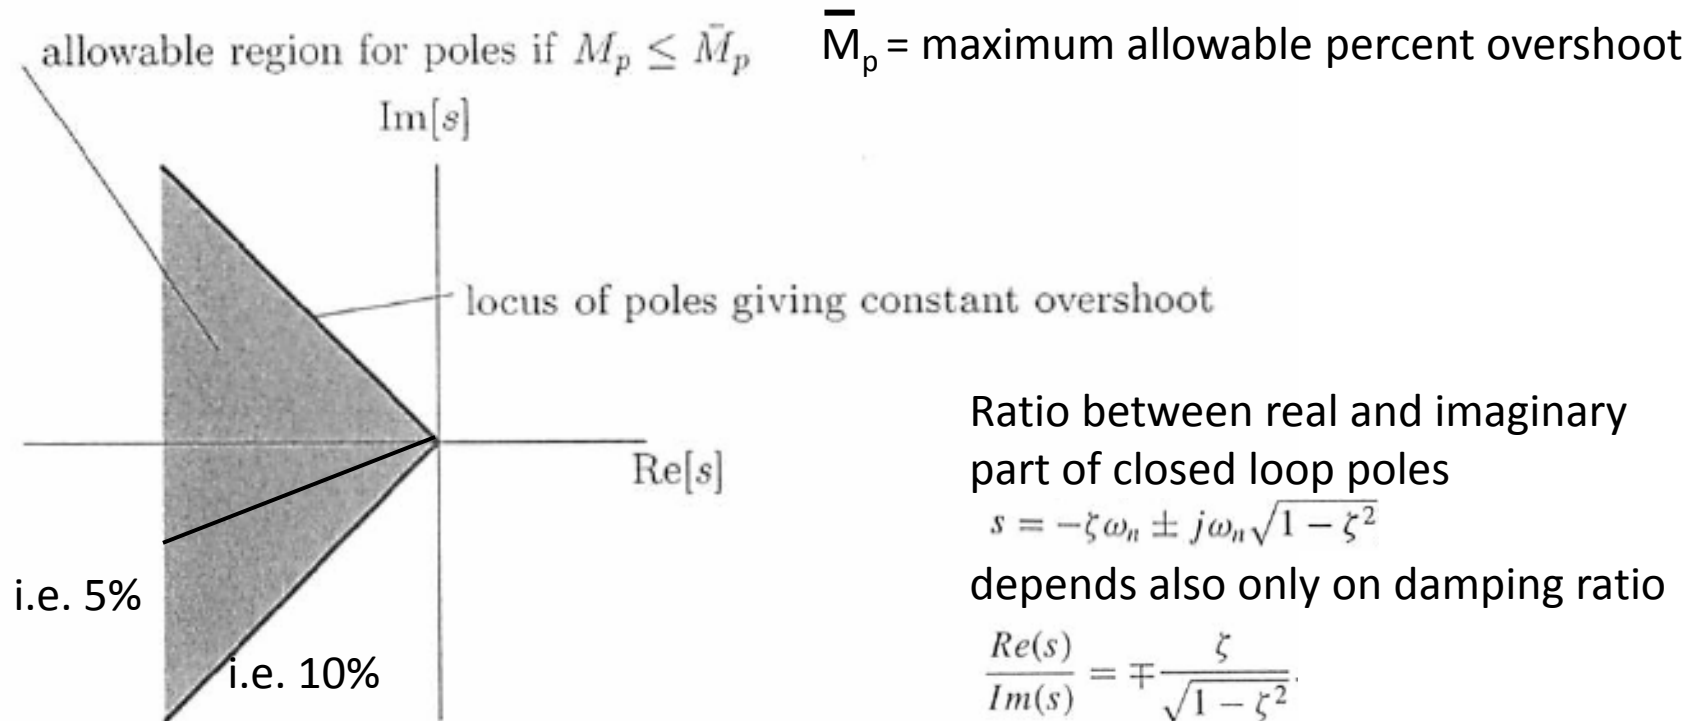 allowable region for poles if $M_p \leq \bar{M}_p$
$\bar{M}_p$ = maximum allowable percent overshoot
Im[s]
locus of poles giving constant overshoot
Re[s]
Ratio between real and imaginary
part of closed loop poles
$s = -\zeta\omega_n \pm j\omega_n\sqrt{1 - \zeta^2}$
depends also only on damping ratio
$\frac{Re(s)}{Im(s)} = \mp \frac{\zeta}{\sqrt{1 - \zeta^2}}.$
i.e. 5%
i.e. 10%